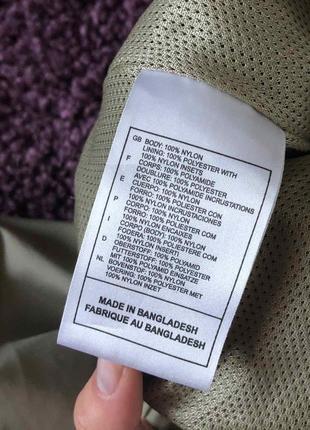 GB BODY: 100% NYLON
LINING: 100% POLYESTER WITH
100% NYLON INSETS
F CORPS: 100% POLYAMIDE
DOUBLURE: 100% POLYESTER
AVEC 100% POLYAMIDE INCRUSTATIONS
E CUERPO: 100% NYLON
FORRO: 100% POLIESTER CON
100% NYLON INCRUSTACIONES
P CORPO: 100% NYLON
FORRO: 100% POLIESTER COM
100% NYLON ENCAIXES
I CORPO (BODY): 100% NYLON
FODERA: 100% POLIESTERE COM
100% NYLON INSERTI
D OBERSTOFF: 100% POLYAMID
FUTTERSTOFF: 100% POLYESTER
MIT 100% POLYAMID EINSATZE
NL BOVENSTOF: 100% NYLON
VOERING: 100% POLYESTER MET
100% NYLON INZET
MADE IN BANGLADESH
FABRIQUE AU BANGLADESH